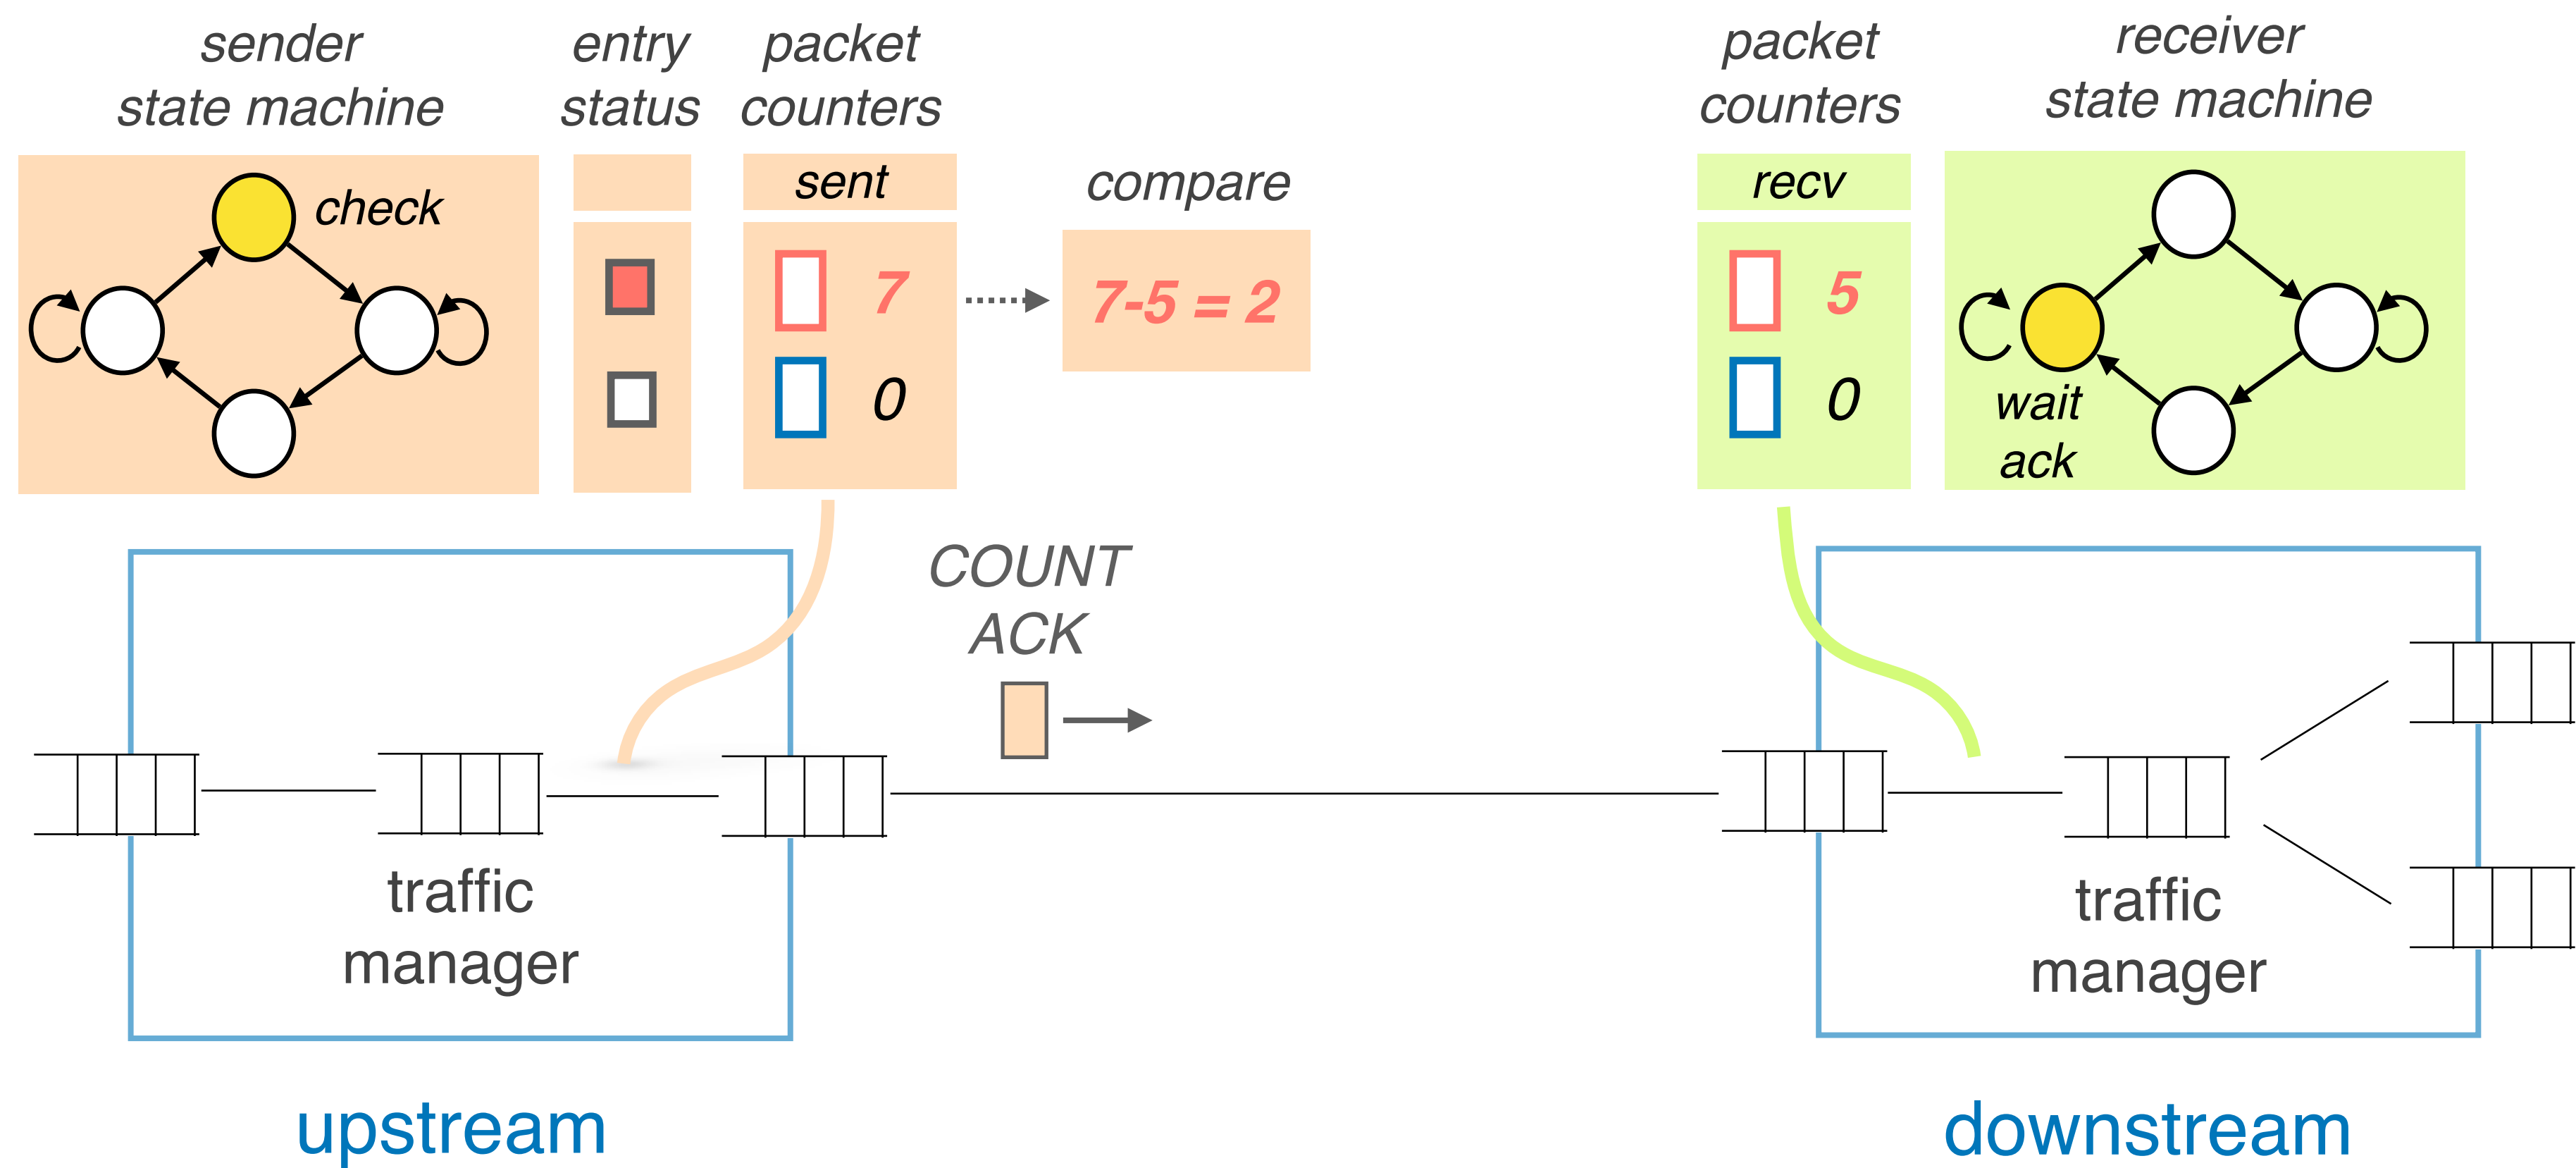 sender
state machine
entry
status
packet
counters
packet
counters
receiver
state machine
check
sent
7
0
compare
7-5 = 2
recv
5
0
wait
ack
COUNT
ACK
traffic
manager
traffic
manager
upstream
downstream